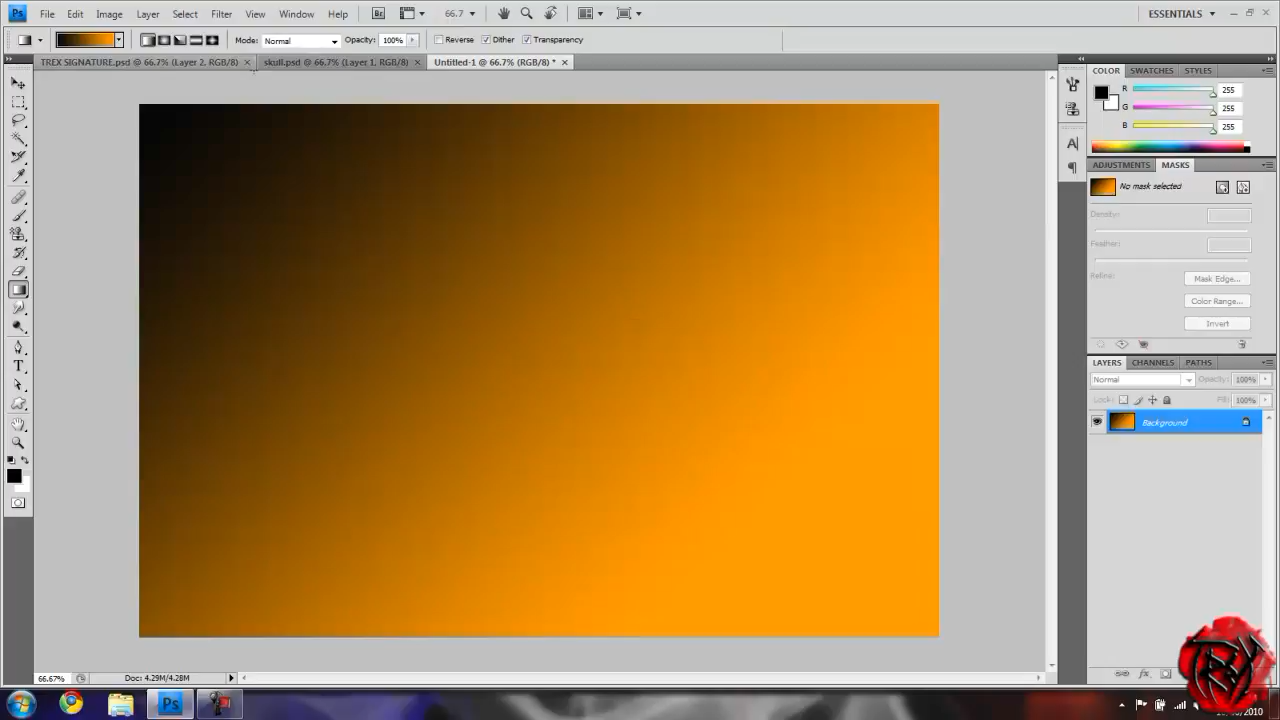 Ps File Edit Image Layer Select Filter View Window Help Br 66.7 ESSENTIALS
Mode: Normal Opacity: 100% Reverse Dither Transparency
TREX SIGNATURE.psd @ 66.7% (Layer 2, RGB/8) skull.psd @ 66.7% (Layer 1, RGB/8) Untitled-1 @ 66.7% (RGB/8) *
COLOR SWATCHES STYLES
R 255
G 255
B 255
ADJUSTMENTS MASKS
No mask selected
Density:
Feather:
Refine:
Mask Edge...
Color Range...
Invert
LAYERS CHANNELS PATHS
Normal Opacity: 100%
Lock: Fill: 100%
Background
66.67% Doc: 4.29M/4.28M
Ps